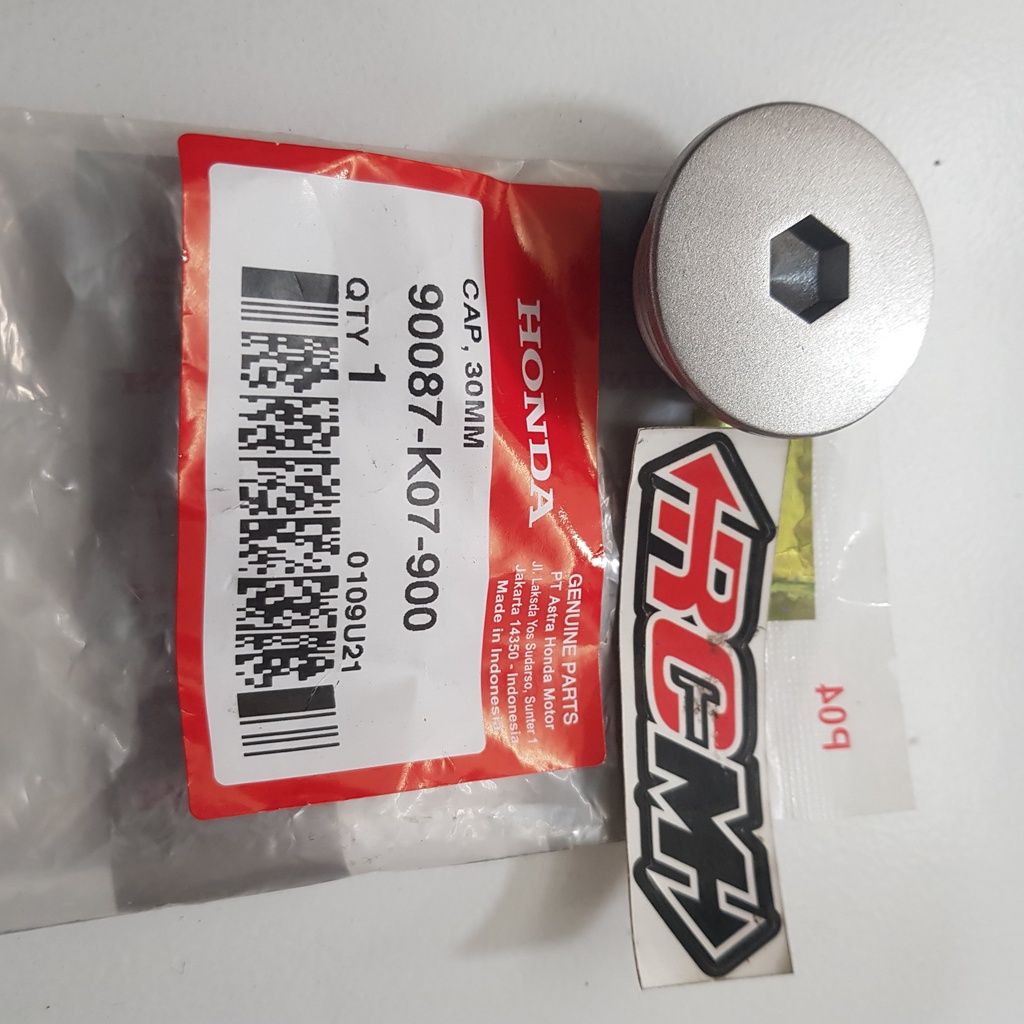 HONDA
GENUINE PARTS
PT Astra Honda Motor
Jl. Laksda Yos Sudarso, Sunter 1
Jakarta 14350 - Indonesia
Made in Indonesia
CAP, 30MM
90087-K07-900
QTY 1
0109U21
RCMH
P04